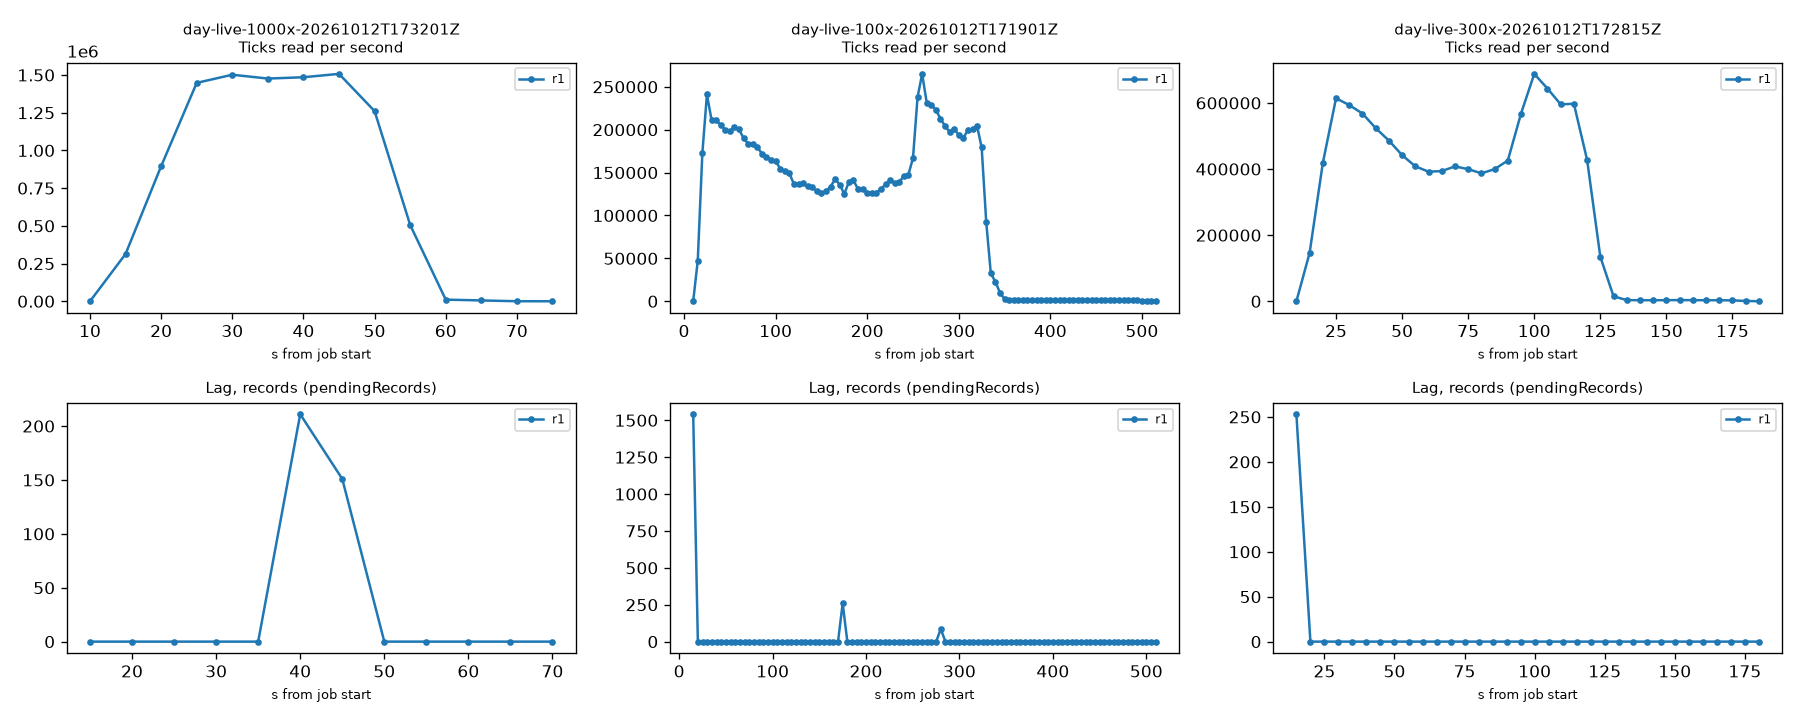 day-live-1000x-20261012T173201Z
Ticks read per second
1e6
1.50
1.25
1.00
0.75
0.50
0.25
0.00
10 20 30 40 50 60 70
s from job start
r1
day-live-100x-20261012T171901Z
Ticks read per second
250000
200000
150000
100000
50000
0
0 100 200 300 400 500
s from job start
r1
day-live-300x-20261012T172815Z
Ticks read per second
600000
400000
200000
0
25 50 75 100 125 150 175
s from job start
r1
Lag, records (pendingRecords)
200
150
100
50
0
20 30 40 50 60 70
s from job start
r1
Lag, records (pendingRecords)
1500
1250
1000
750
500
250
0
0 100 200 300 400 500
s from job start
r1
Lag, records (pendingRecords)
250
200
150
100
50
0
25 50 75 100 125 150 175
s from job start
r1